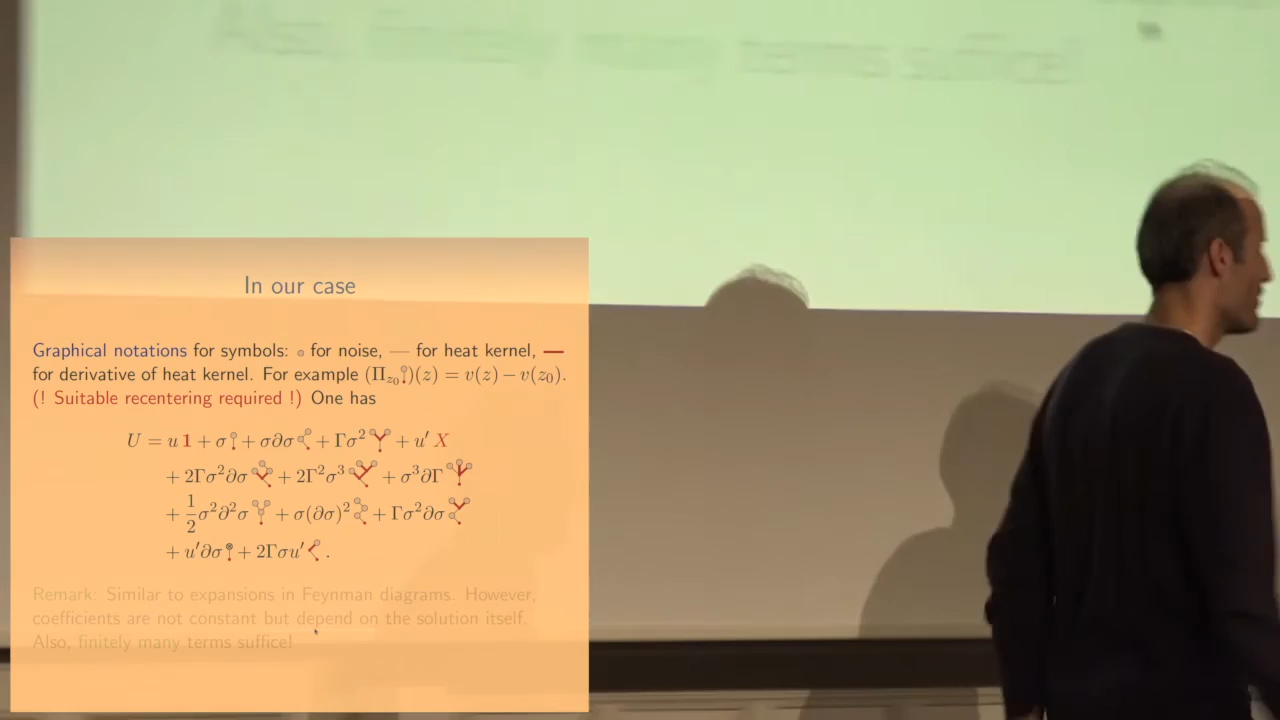 terms suffice!
In our case
Graphical notations for symbols: for noise, — for heat kernel, —
for derivative of heat kernel. For example (Π_{z_0} )(z) = v(z) − v(z_0).
(! Suitable recentering required !) One has
U = u 1 + σ + σ∂σ + Γσ² + u′ X
+ 2Γσ²∂σ + 2Γ²σ³ + σ³∂Γ
+ 1/2 σ²∂²σ + σ(∂σ)² + Γσ²∂σ
+ u′∂σ + 2Γσu′ .
Remark: Similar to expansions in Feynman diagrams. However,
coefficients are not constant but depend on the solution itself.
Also, finitely many terms suffice!